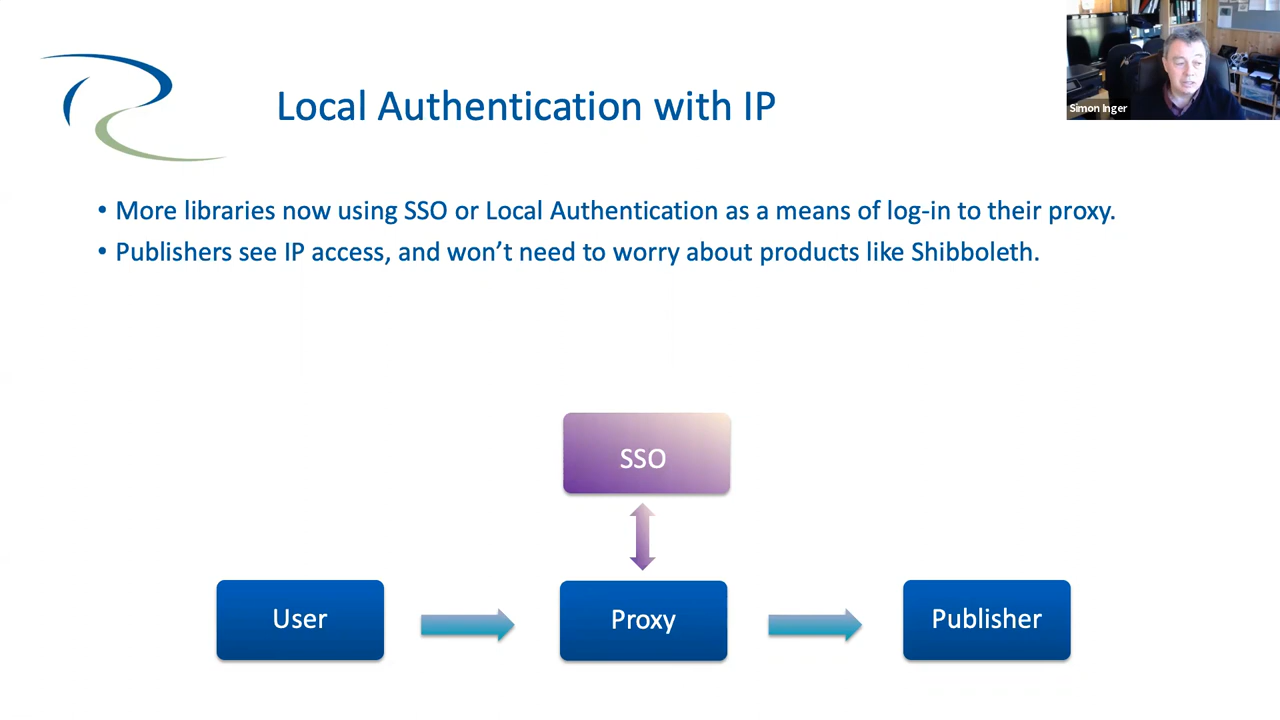 Simon Inger
Local Authentication with IP
• More libraries now using SSO or Local Authentication as a means of log-in to their proxy.
• Publishers see IP access, and won’t need to worry about products like Shibboleth.
SSO
User
Proxy
Publisher